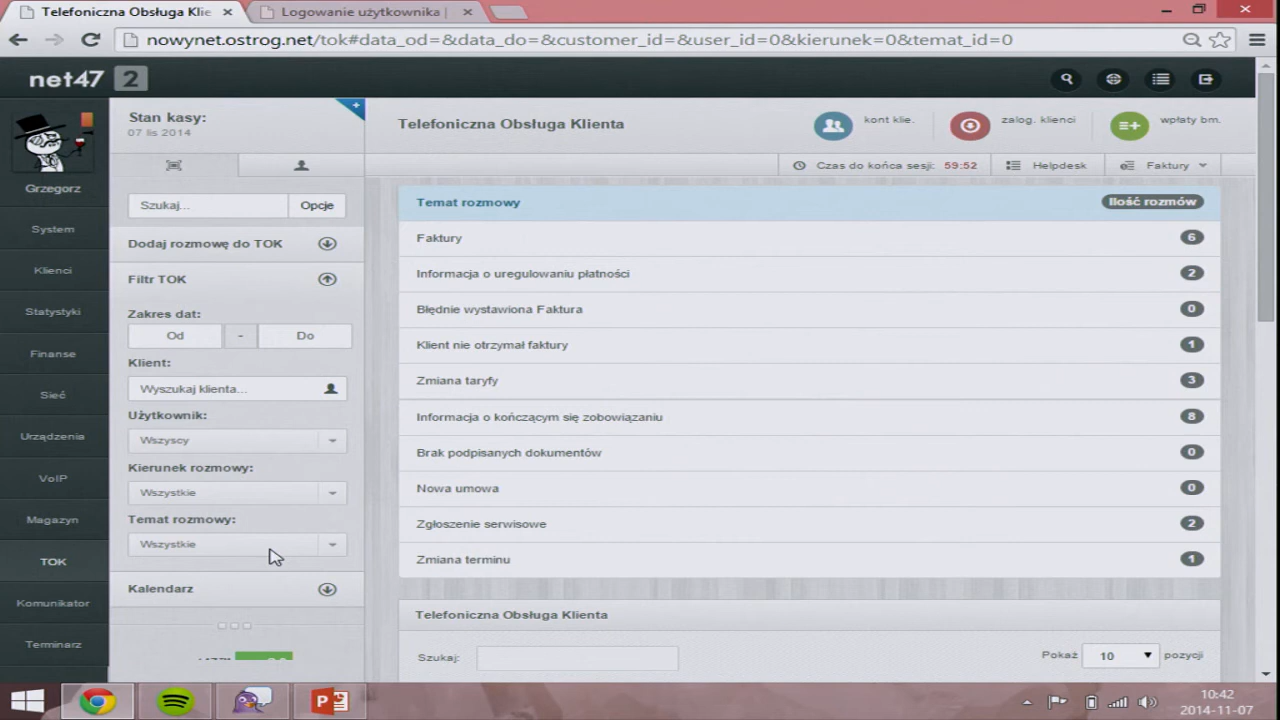 Telefoniczna Obsługa Klie
Logowanie użytkownika |
nowynet.ostrog.net/tok#data_od=&data_do=&customer_id=&user_id=0&kierunek=0&temat_id=0
net47 2
Stan kasy:
07 lis 2014
Telefoniczna Obsługa Klienta
kont klie.
zalog. klienci
wpłaty bm.
Czas do końca sesji: 59:52
Helpdesk
Faktury
Grzegorz
System
Klienci
Statystyki
Finanse
Sieć
Urządzenia
VoIP
Magazyn
TOK
Komunikator
Terminarz
Szukaj...
Opcje
Dodaj rozmowę do TOK
Filtr TOK
Zakres dat:
Od - Do
Klient:
Wyszukaj klienta...
Użytkownik:
Wszyscy
Kierunek rozmowy:
Wszystkie
Temat rozmowy:
Wszystkie
Kalendarz
Temat rozmowy Ilość rozmów
Faktury 6
Informacja o uregulowaniu płatności 2
Błędnie wystawiona Faktura 0
Klient nie otrzymał faktury 1
Zmiana taryfy 3
Informacja o kończącym się zobowiązaniu 8
Brak podpisanych dokumentów 0
Nowa umowa 0
Zgłoszenie serwisowe 2
Zmiana terminu 1
Telefoniczna Obsługa Klienta
Szukaj:
Pokaż 10 pozycji
10:42
2014-11-07